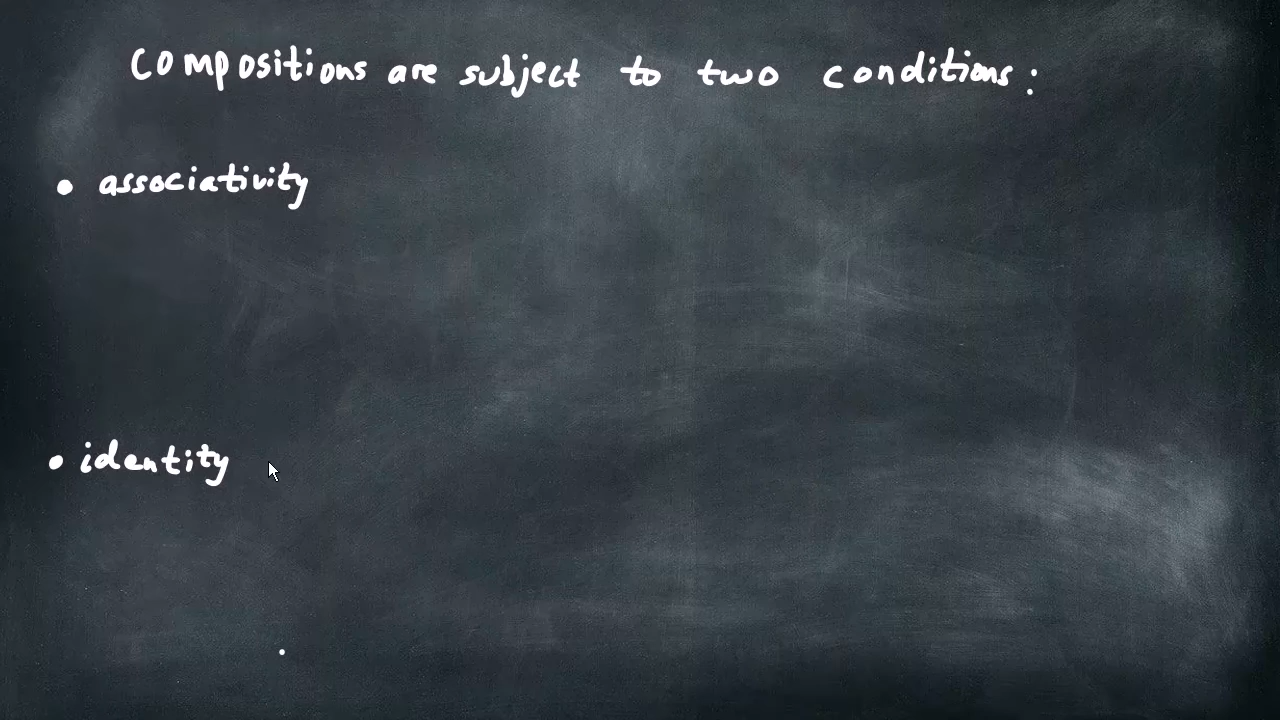 Compositions are subject to two conditions:
• associativity
• identity